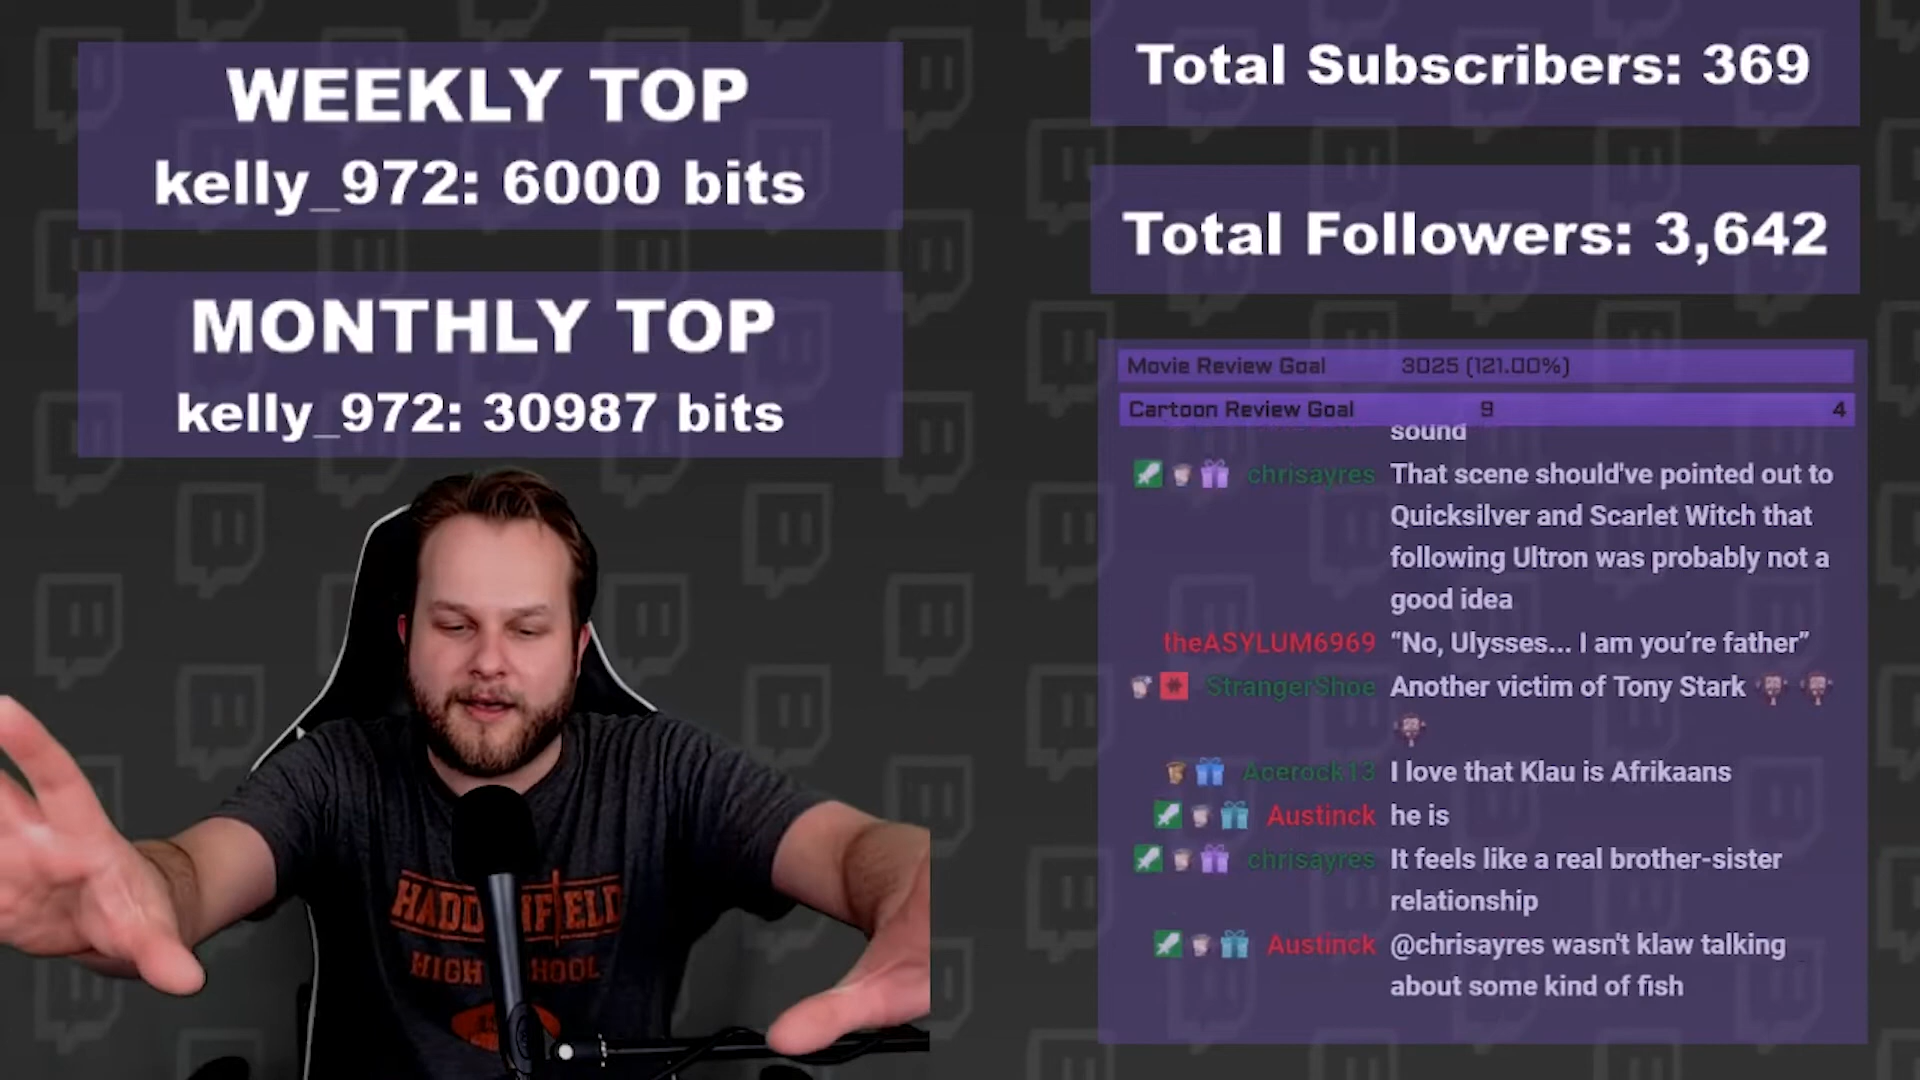 WEEKLY TOP
kelly_972: 6000 bits
MONTHLY TOP
kelly_972: 30987 bits
Total Subscribers: 369
Total Followers: 3,642
Movie Review Goal 3025 (121.00%)
Cartoon Review Goal 9 4
sound
chrisayres That scene should've pointed out to
Quicksilver and Scarlet Witch that
following Ultron was probably not a
good idea
theASYLUM6969 “No, Ulysses... I am you’re father”
StrangerShoe Another victim of Tony Stark
Acerock13 I love that Klau is Afrikaans
Austinck he is
chrisayres It feels like a real brother-sister
relationship
Austinck @chrisayres wasn't klaw talking
about some kind of fish
HIGH